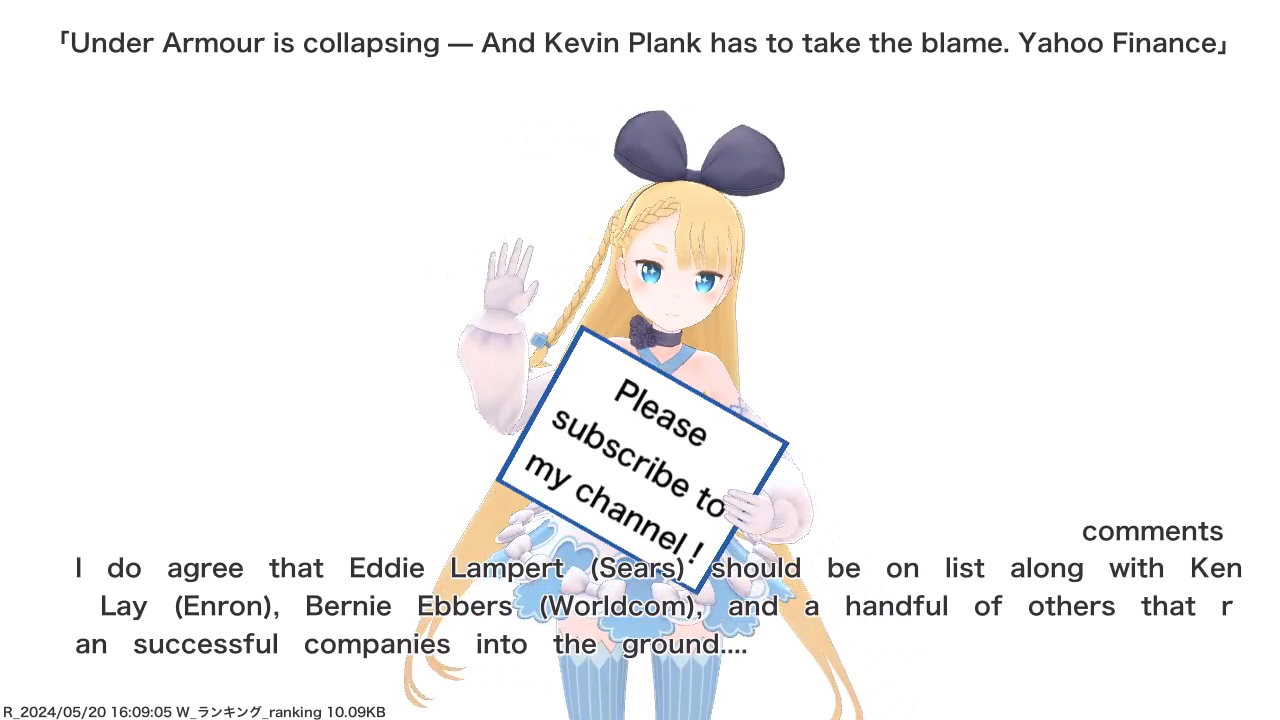 「Under Armour is collapsing — And Kevin Plank has to take the blame. Yahoo Finance」
Please
subscribe to
my channel !
comments
I do agree that Eddie Lampert (Sears) should be on list along with Ken
Lay (Enron), Bernie Ebbers (Worldcom), and a handful of others that r
an successful companies into the ground....
R_2024/05/20 16:09:05 W_ランキング_ranking 10.09KB